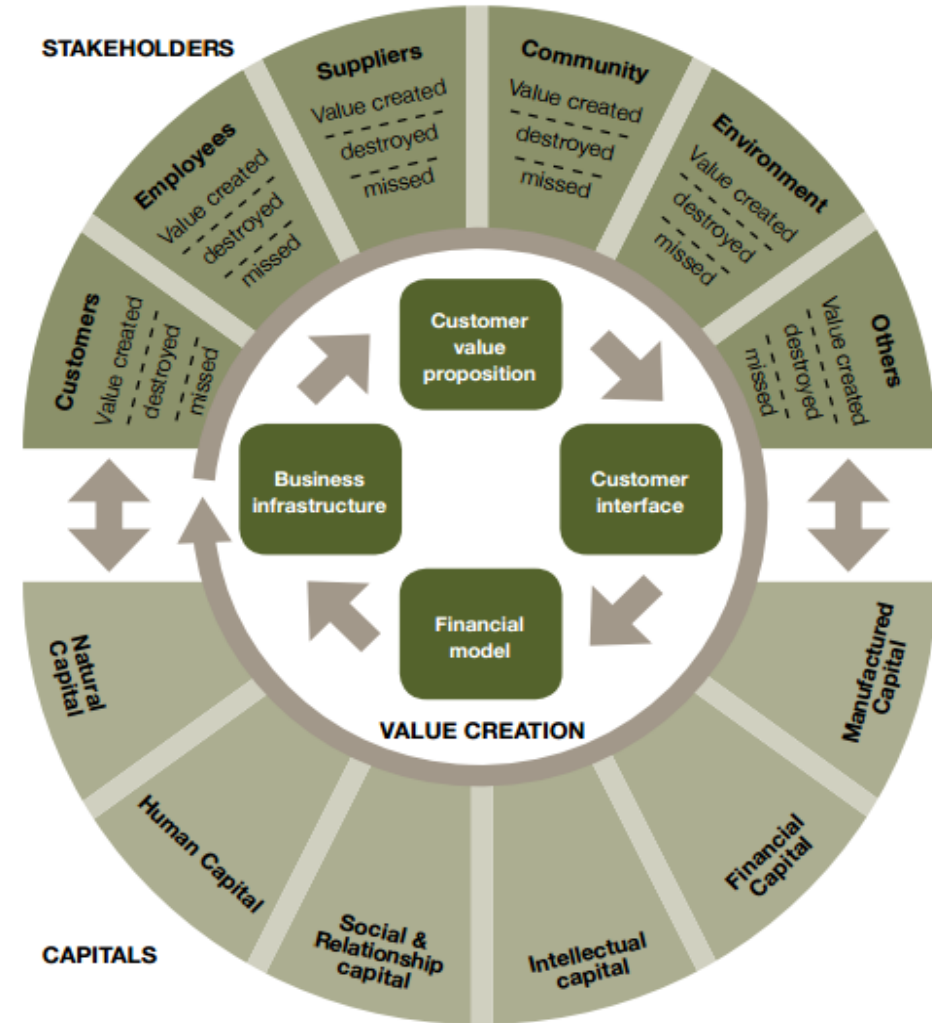 STAKEHOLDERS
Customers
Value created
destroyed
missed
Employees
Value created
destroyed
missed
Suppliers
Value created
destroyed
missed
Community
Value created
destroyed
missed
Environment
Value created
destroyed
missed
Others
Value created
destroyed
missed
Customer
value
proposition
Business
infrastructure
Customer
interface
Financial
model
VALUE CREATION
Natural
Capital
Human Capital
Social &
Relationship
capital
Intellectual
capital
Financial
Capital
Manufactured
Capital
CAPITALS